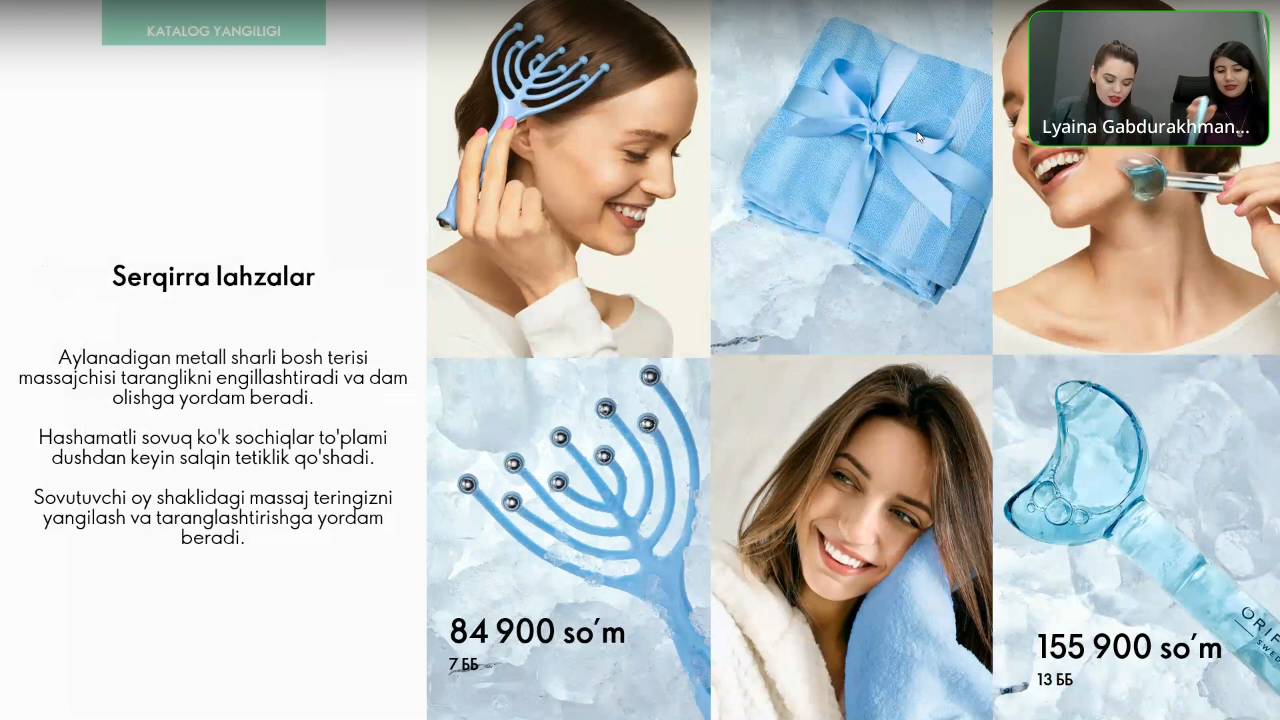 KATALOG YANGILIGI
Lyaina Gabdurakhman...
Serqirra lahzalar
Aylanadigan metall sharli bosh terisi
massajchisi taranglikni engillashtiradi va dam
olishga yordam beradi.
Hashamatli sovuq ko'k sochiqlar to'plami
dushdan keyin salqin tetiklik qo'shadi.
Sovutuvchi oy shaklidagi massaj teringizni
yangilash va taranglashtirishga yordam
beradi.
84 900 so’m
7 ББ
155 900 so’m
13 ББ